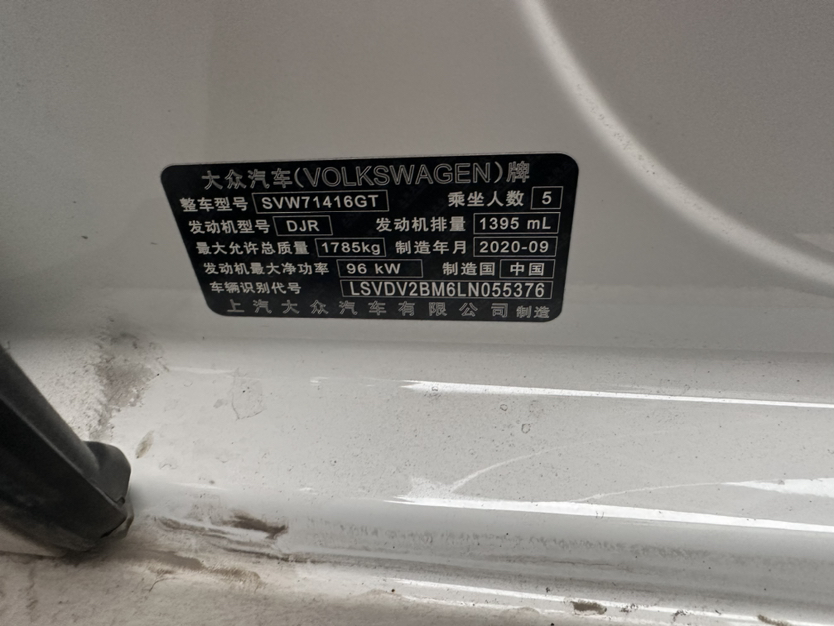 大众汽车(VOLKSWAGEN)牌
整车型号 SVW71416GT 乘坐人数 5
发动机型号 DJR 发动机排量 1395 mL
最大允许总质量 1785kg 制造年月 2020-09
发动机最大净功率 96 kW 制造国 中国
车辆识别代号 LSVDV2BM6LN055376
上汽大众汽车有限公司 制造